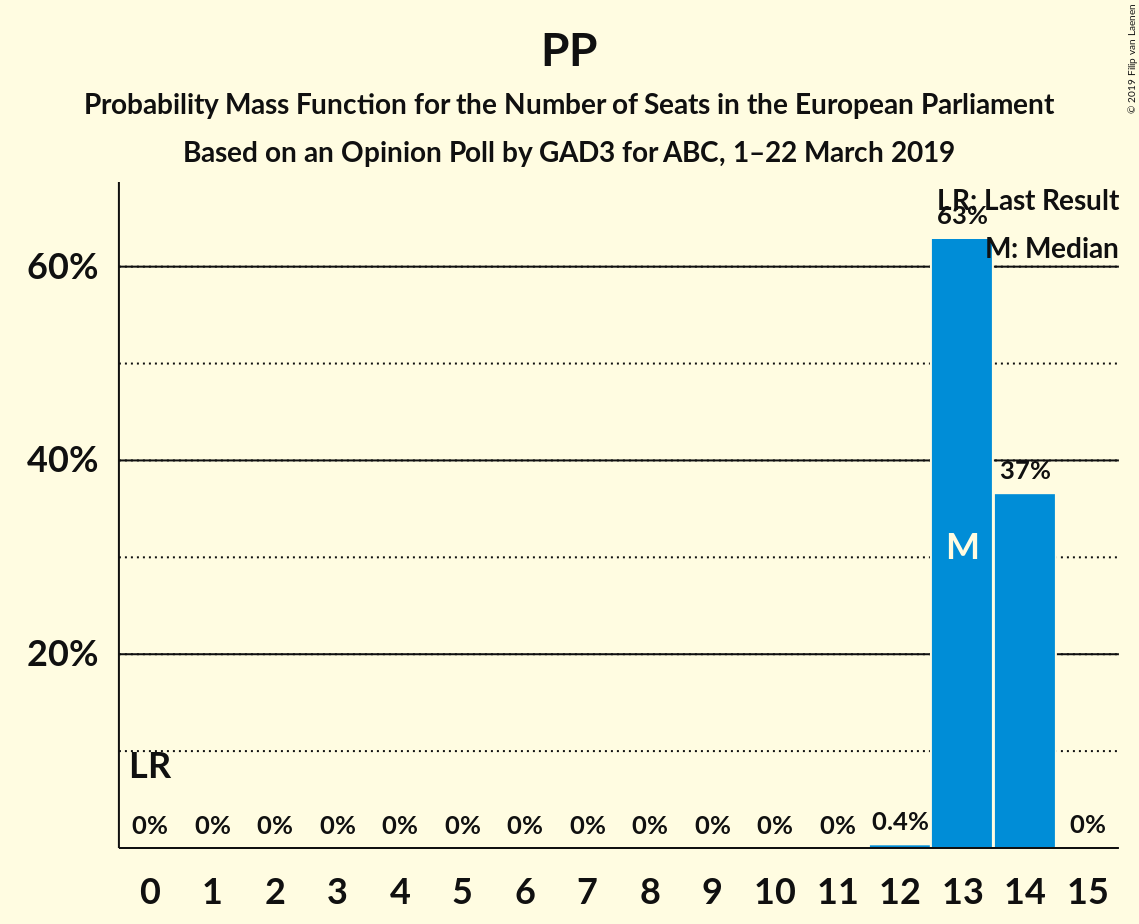 PP
Probability Mass Function for the Number of Seats in the European Parliament
Based on an Opinion Poll by GAD3 for ABC, 1–22 March 2019
© 2019 Filip van Laenen
LR: Last Result
M: Median
63%
60%
40%
37%
M
20%
LR
0% 0% 0% 0% 0% 0% 0% 0% 0% 0% 0% 0% 0.4% 0%
0 1 2 3 4 5 6 7 8 9 10 11 12 13 14 15